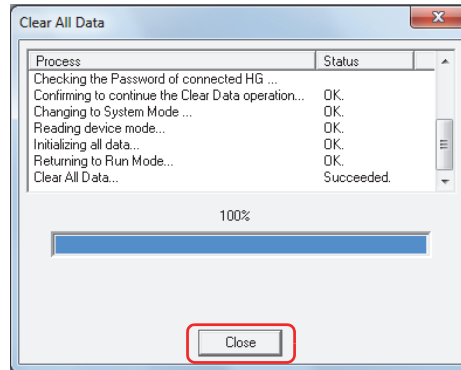 Clear All Data
Process Status
Checking the Password of connected HG ...
Confirming to continue the Clear Data operation... OK.
Changing to System Mode ... OK.
Reading device mode... OK.
Initializing all data... OK.
Returning to Run Mode... OK.
Clear All Data... Succeeded.
100%
Close